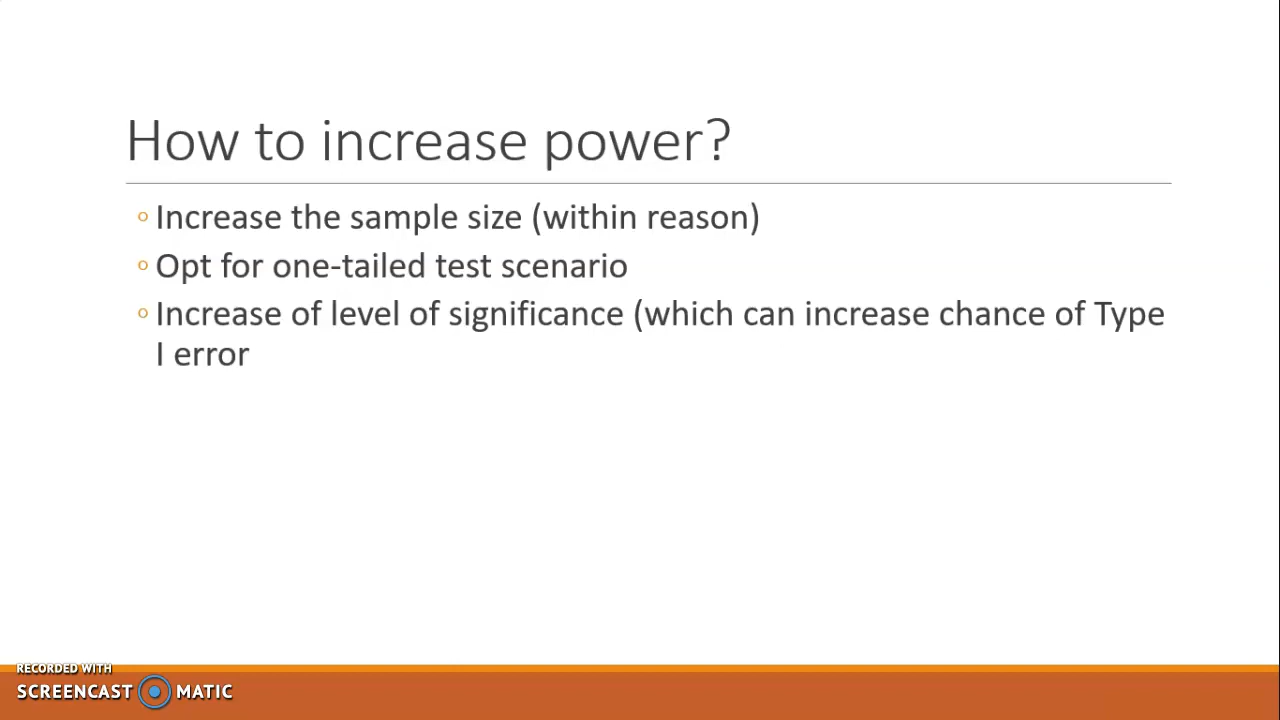 How to increase power?
Increase the sample size (within reason)
Opt for one-tailed test scenario
Increase of level of significance (which can increase chance of Type
I error
RECORDED WITH
SCREENCAST MATIC